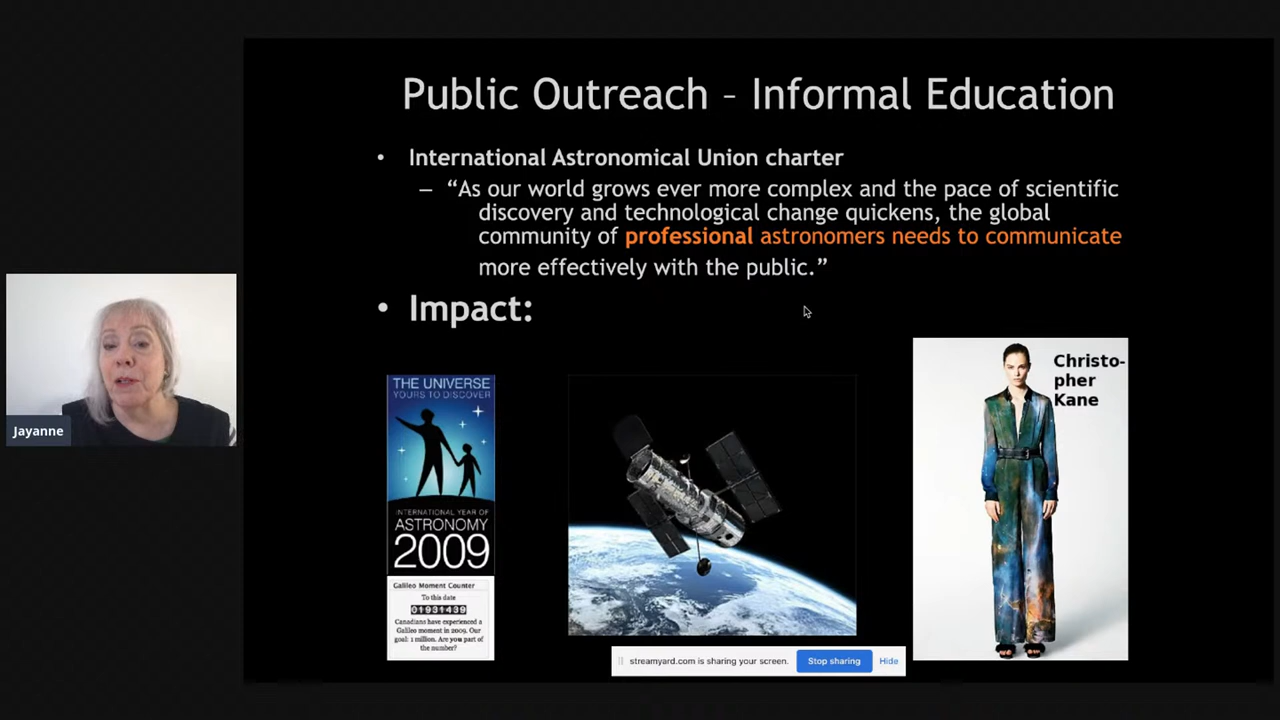 Public Outreach – Informal Education
• International Astronomical Union charter
– “As our world grows ever more complex and the pace of scientific
discovery and technological change quickens, the global
community of professional astronomers needs to communicate
more effectively with the public.”
• Impact:
Jayanne
THE UNIVERSE
YOURS TO DISCOVER
INTERNATIONAL YEAR OF
ASTRONOMY
2009
Galileo Moment Counter
To this date
01931439
Canadians have experienced a
Galileo moment in 2009. Our
goal: 1 million. Are you part of
the number?
Christo-
pher
Kane
streamyard.com is sharing your screen.
Stop sharing
Hide